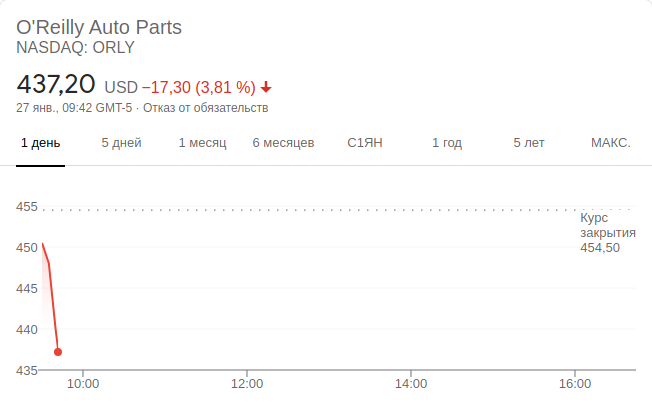 O'Reilly Auto Parts
NASDAQ: ORLY
437,20 USD −17,30 (3,81 %)
27 янв., 09:42 GMT-5 · Отказ от обязательств
1 день 5 дней 1 месяц 6 месяцев С1ЯН 1 год 5 лет МАКС.
455
Курс
закрытия
450 454,50
445
440
435
10:00 12:00 14:00 16:00